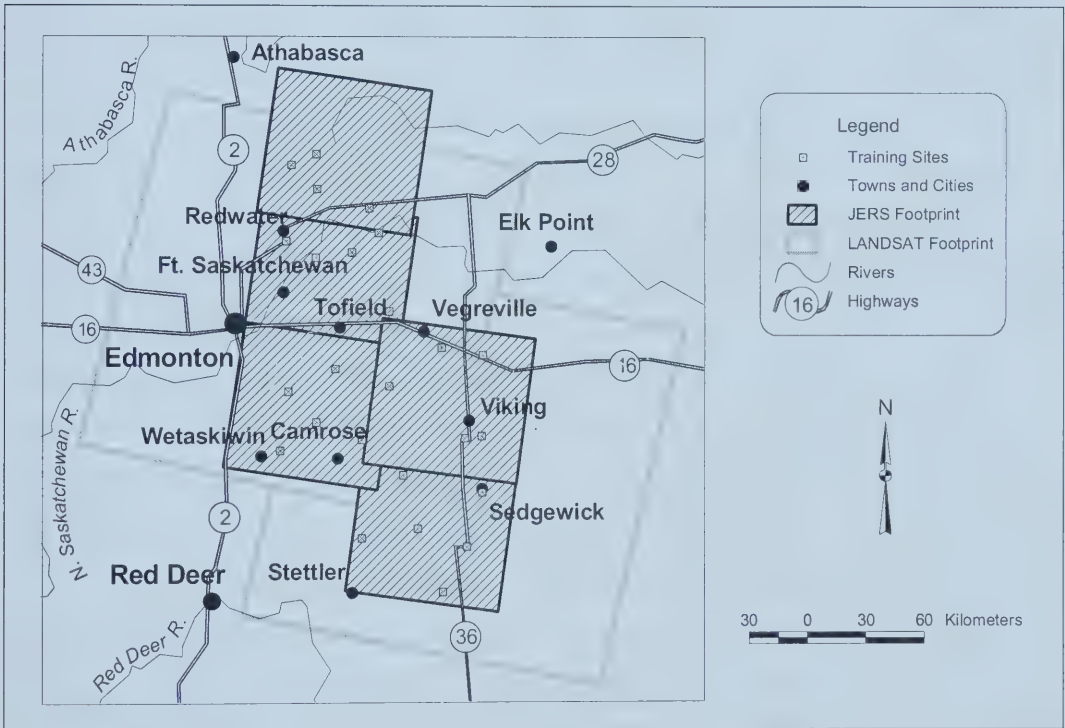 Athabasca
Athabasca R.
2
28
Redwater
Elk Point
Ft. Saskatchewan
43
Tofield
Vegreville
16
Edmonton
16
Viking
Wetaskiwin
Camrose
N. Saskatchewan R.
2
Sedgewick
Red Deer
Stettler
Red Deer R.
36
Legend
Training Sites
Towns and Cities
JERS Footprint
LANDSAT Footprint
Rivers
16
Highways
N
30 0 30 60 Kilometers